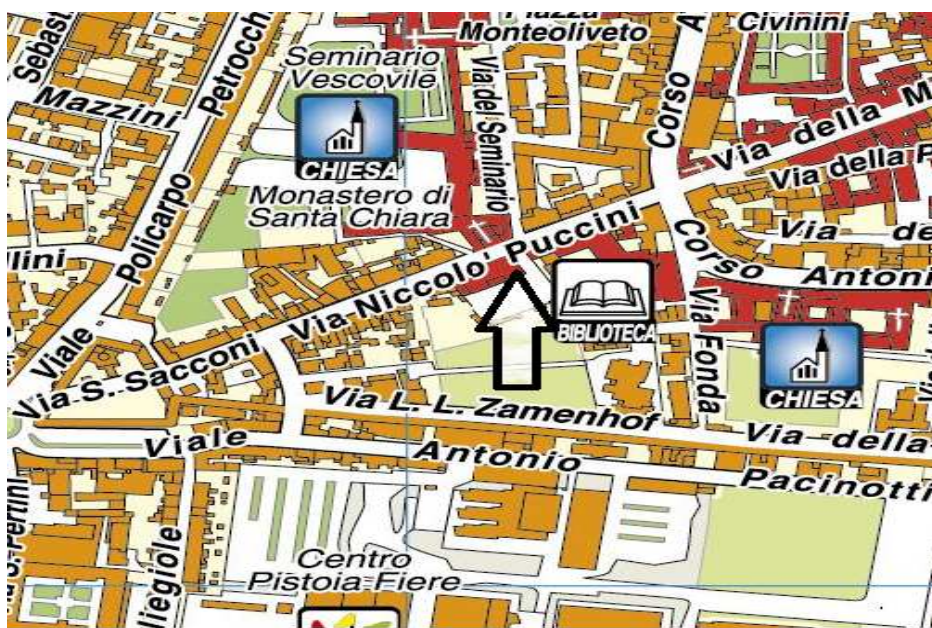 Sebast
Mazzini
Petrocchi
Policarpo
Viale
Seminario
Vescovile
CHIESA
Monastero di
Santa Chiara
Piazza
Monteoliveto
Via del Seminario
Corso A
Civinini
Via della M
Via della P
Via de
Corso Antoni
llini
Via Niccolo' Puccini
BIBLIOTECA
Via Fonda
CHIESA
Via S. Sacconi
Via L. L. Zamenhof
Via della
Viale Antonio Pacinotti
S. Pertini
liegiole
Centro
Pistoia Fiere